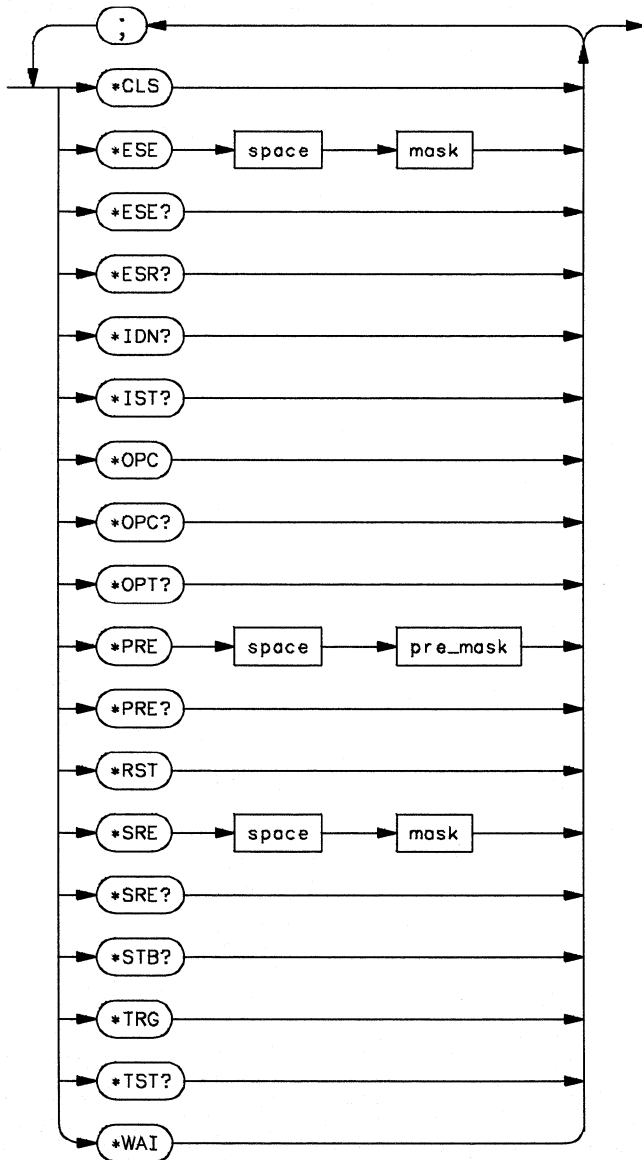 ;
*CLS
*ESE space mask
*ESE?
*ESR?
*IDN?
*IST?
*OPC
*OPC?
*OPT?
*PRE space pre_mask
*PRE?
*RST
*SRE space mask
*SRE?
*STB?
*TRG
*TST?
*WAI